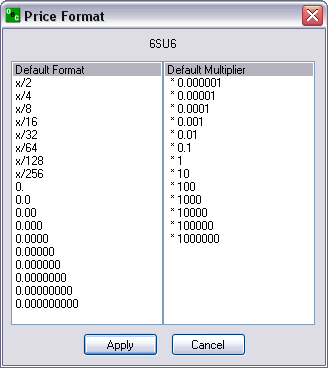 Price Format
6SU6
Default Format
x/2
x/4
x/8
x/16
x/32
x/64
x/128
x/256
0.
0.0
0.00
0.000
0.0000
0.00000
0.000000
0.0000000
0.00000000
0.000000000
Default Multiplier
* 0.000001
* 0.00001
* 0.0001
* 0.001
* 0.01
* 0.1
* 1
* 10
* 100
* 1000
* 10000
* 100000
* 1000000
Apply
Cancel